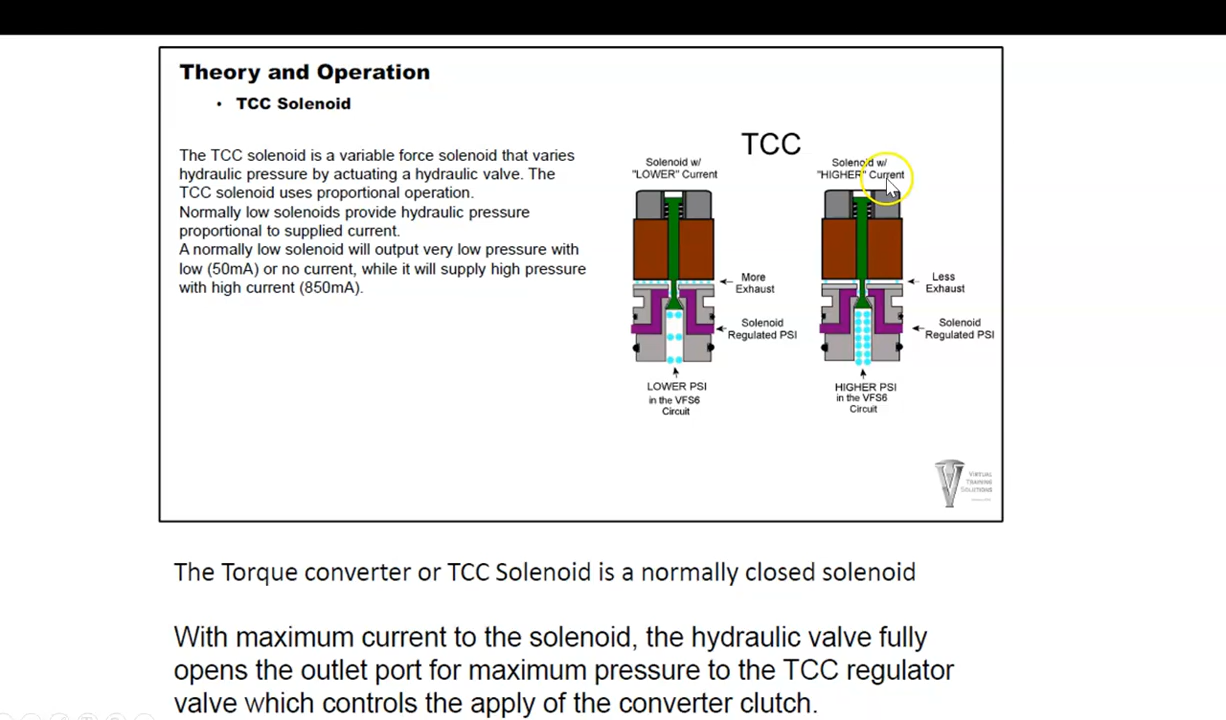 Theory and Operation
• TCC Solenoid
The TCC solenoid is a variable force solenoid that varies
hydraulic pressure by actuating a hydraulic valve. The
TCC solenoid uses proportional operation.
Normally low solenoids provide hydraulic pressure
proportional to supplied current.
A normally low solenoid will output very low pressure with
low (50mA) or no current, while it will supply high pressure
with high current (850mA).
TCC
Solenoid w/
"LOWER" Current
More
Exhaust
Solenoid
Regulated PSI
LOWER PSI
in the VFS6
Circuit
Solenoid w/
"HIGHER" Current
Less
Exhaust
Solenoid
Regulated PSI
HIGHER PSI
in the VFS6
Circuit
VIRTUAL
TRAINING
SOLUTIONS
The Torque converter or TCC Solenoid is a normally closed solenoid
With maximum current to the solenoid, the hydraulic valve fully
opens the outlet port for maximum pressure to the TCC regulator
valve which controls the apply of the converter clutch.